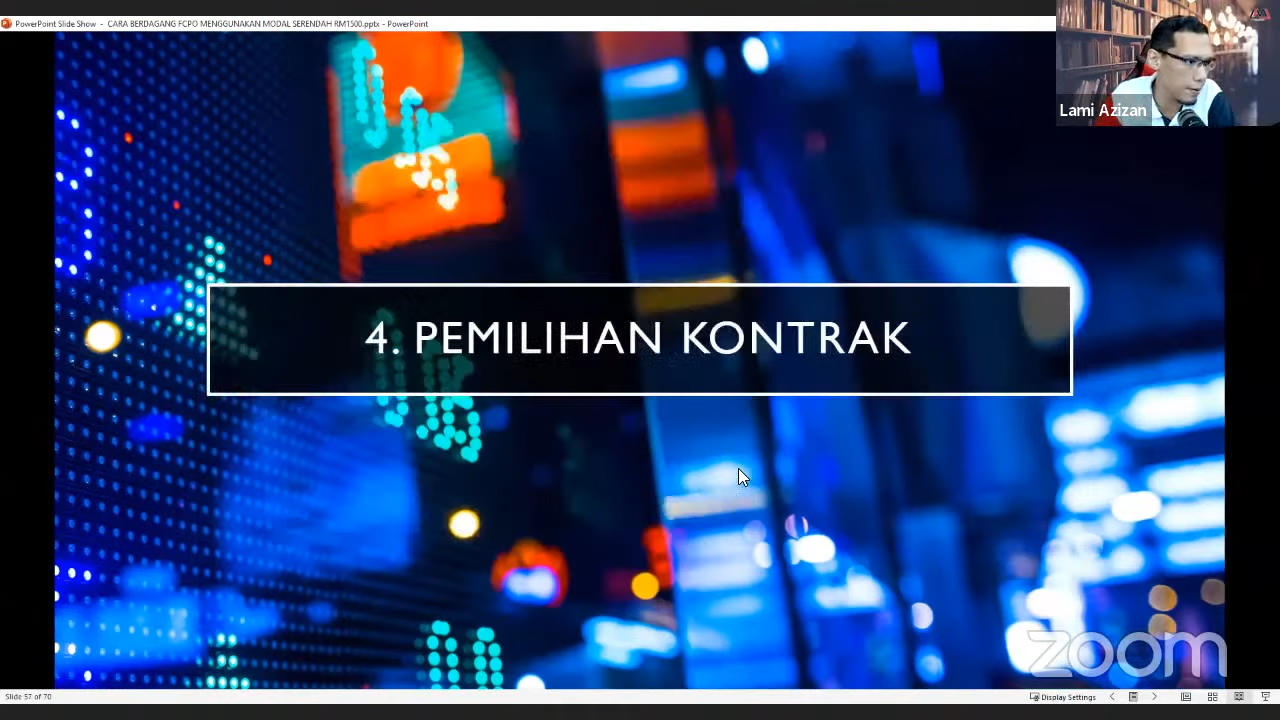 PowerPoint Slide Show - CARA BERDAGANG FCPO MENGGUNAKAN MODAL SERENDAH RM1500.pptx - PowerPoint
Lami Azizan
4. PEMILIHAN KONTRAK
zoom
Slide 57 of 70
Display Settings